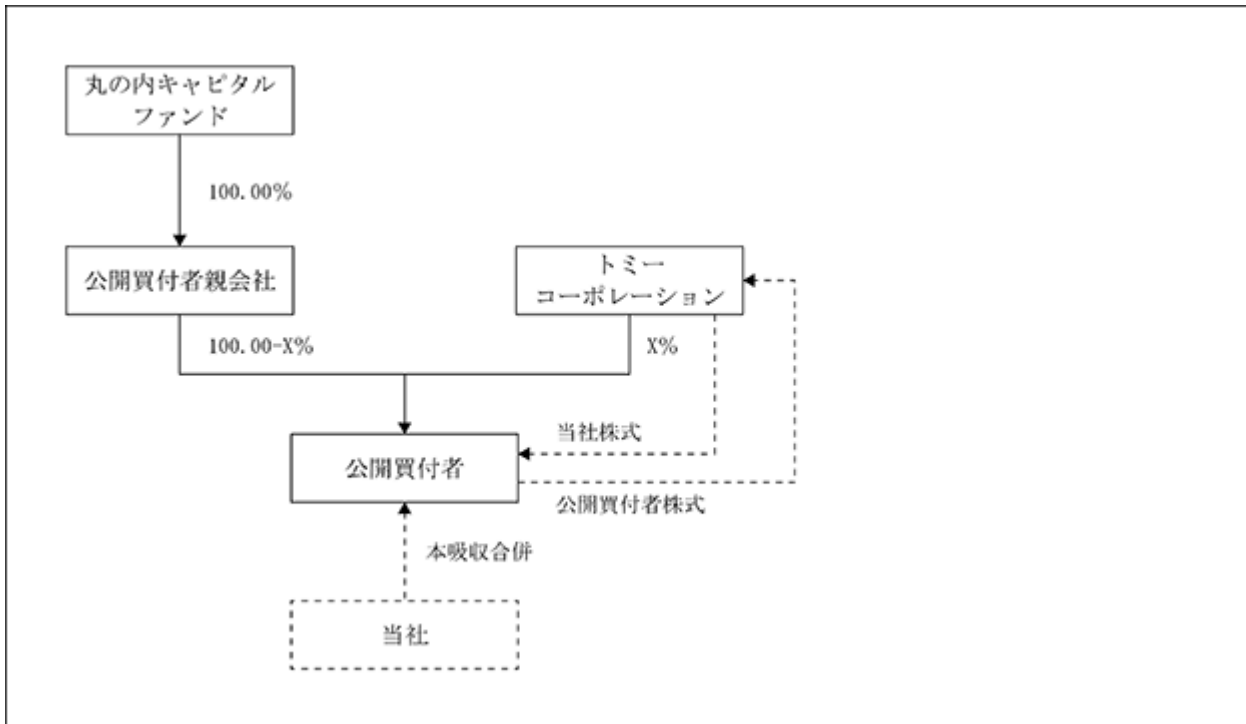 丸の内キャピタル
ファンド
100.00%
公開買付者親会社
トミー
コーポレーション
100.00-X%
X%
当社株式
公開買付者
公開買付者株式
本吸収合併
当社